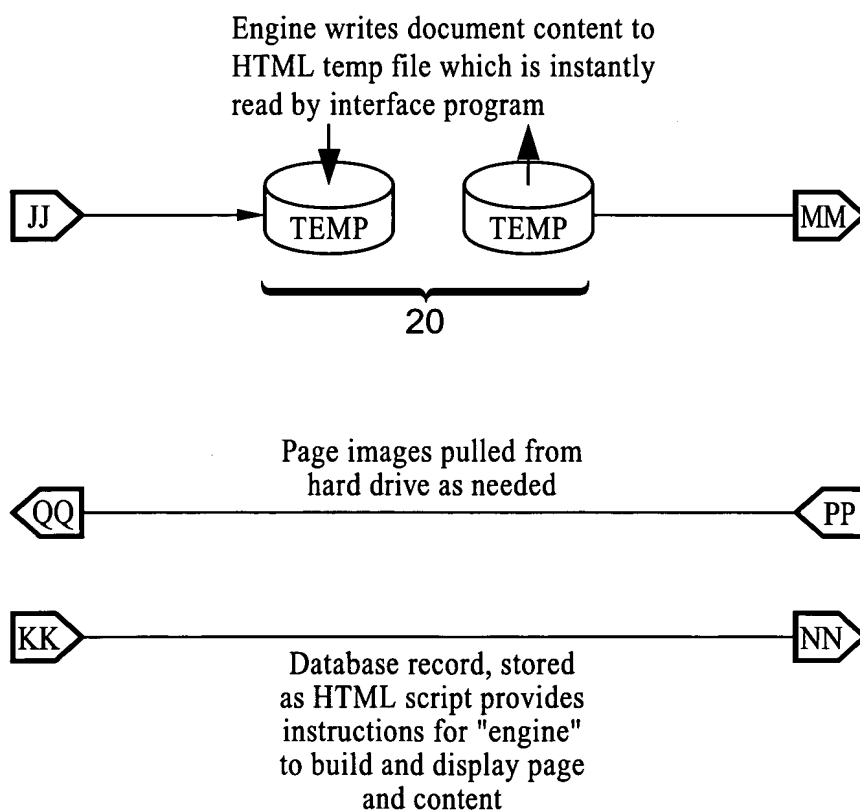 Engine writes document content to
HTML temp file which is instantly
read by interface program
JJ
TEMP
TEMP
MM
20
Page images pulled from
hard drive as needed
QQ
PP
KK
NN
Database record, stored
as HTML script provides
instructions for "engine"
to build and display page
and content